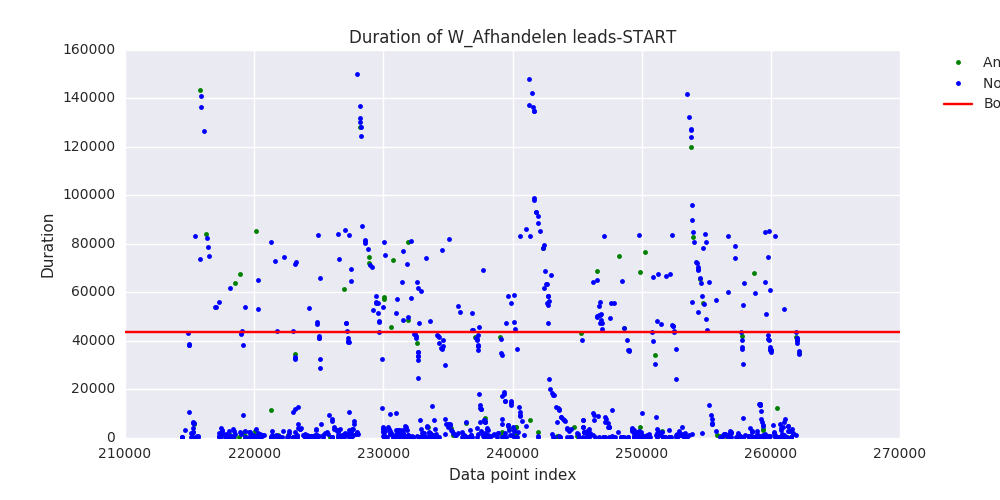 Duration of W_Afhandelen leads-START
160000
140000
120000
100000
80000
60000
40000
20000
0
Duration
210000 220000 230000 240000 250000 260000 270000
Data point index
An
No
Bo